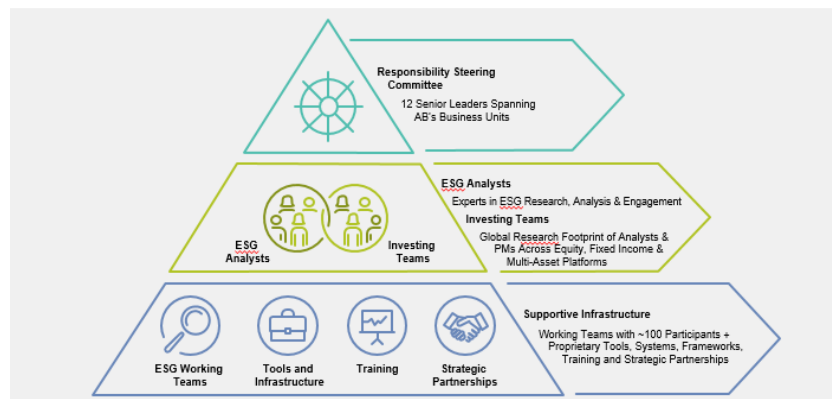 Responsibility Steering
Committee
12 Senior Leaders Spanning
AB's Business Units
ESG Analysts
Experts in ESG Research, Analysis & Engagement
Investing Teams
Global Research Footprint of Analysts &
PMs Across Equity, Fixed Income &
Multi-Asset Platforms
ESG
Analysts
Investing
Teams
Supportive Infrastructure
Working Teams with ~100 Participants +
Proprietary Tools, Systems, Frameworks,
Training and Strategic Partnerships
ESG Working
Teams
Tools and
Infrastructure
Training
Strategic
Partnerships